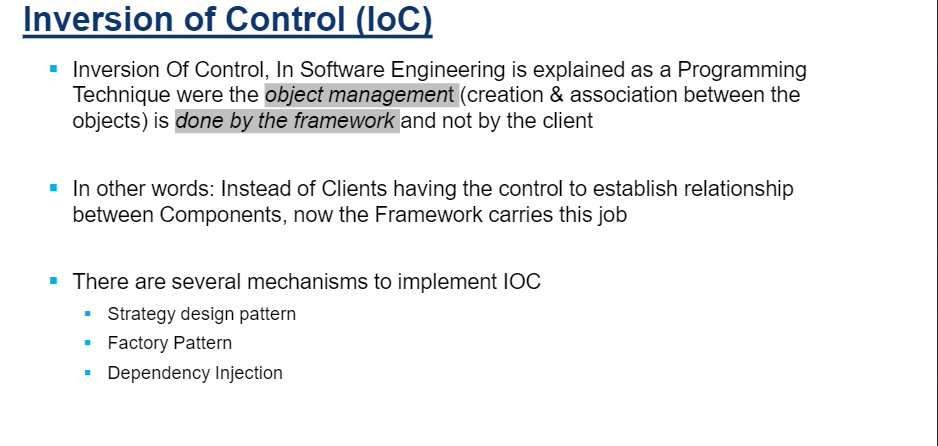 Inversion of Control (IoC)
Inversion Of Control, In Software Engineering is explained as a Programming
Technique were the object management (creation & association between the
objects) is done by the framework and not by the client
In other words: Instead of Clients having the control to establish relationship
between Components, now the Framework carries this job
There are several mechanisms to implement IOC
Strategy design pattern
Factory Pattern
Dependency Injection